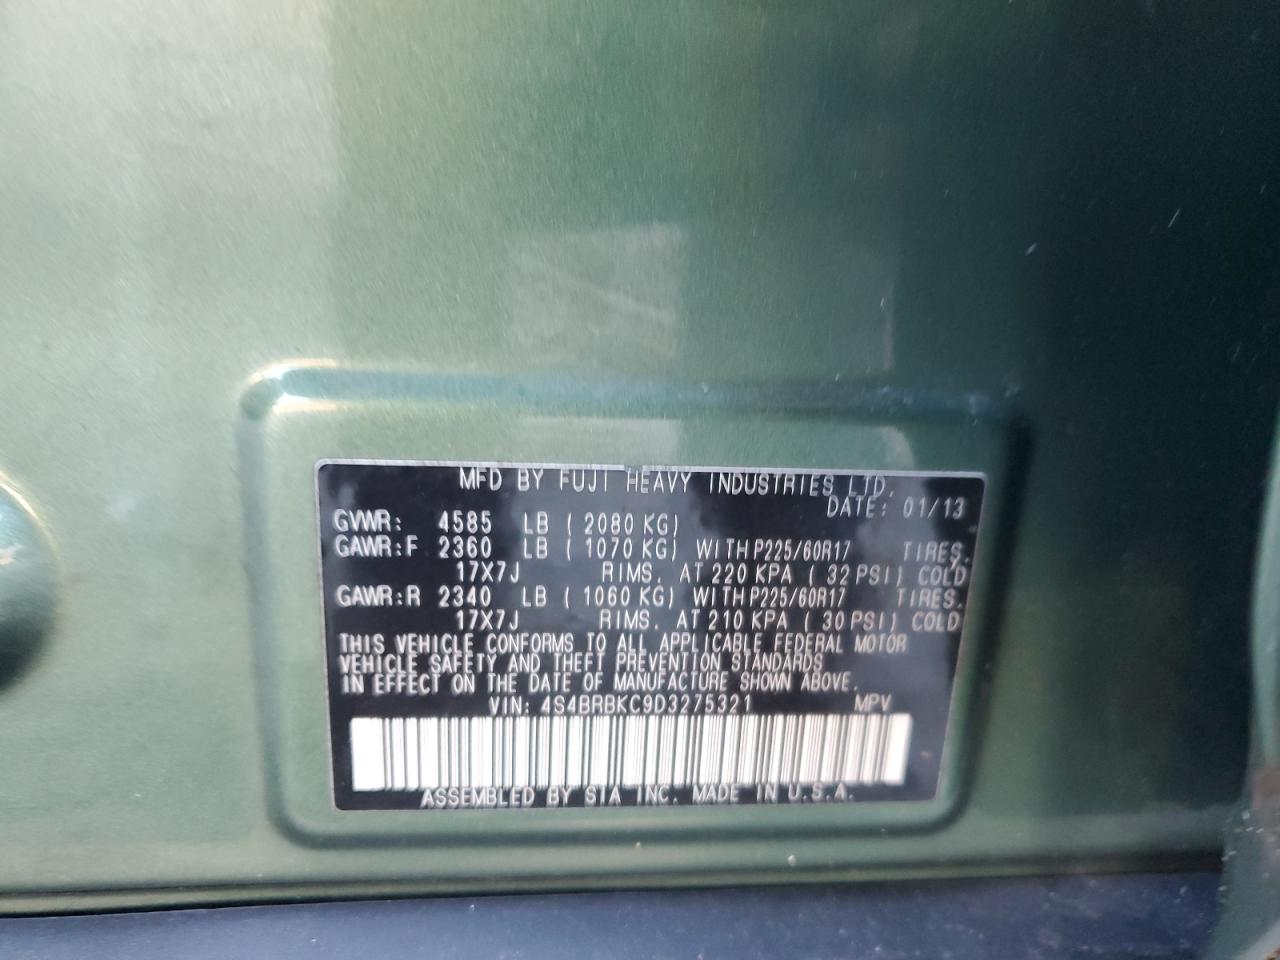 MFD BY FUJI HEAVY INDUSTRIES LTD.
DATE: 01/13
GVWR: 4585 LB (2080 KG)
GAWR:F 2360 LB (1070 KG) WITH P225/60R17 TIRES.
17X7J RIMS. AT 220 KPA (32 PSI) COLD
GAWR:R 2340 LB (1060 KG) WITH P225/60R17 TIRES.
17X7J RIMS. AT 210 KPA (30 PSI) COLD
THIS VEHICLE CONFORMS TO ALL APPLICABLE FEDERAL MOTOR
VEHICLE SAFETY AND THEFT PREVENTION STANDARDS
IN EFFECT ON THE DATE OF MANUFACTURE SHOWN ABOVE.
VIN: 4S4BRBKC9D3275321 MPV
ASSEMBLED BY SIA INC. MADE IN U.S.A.